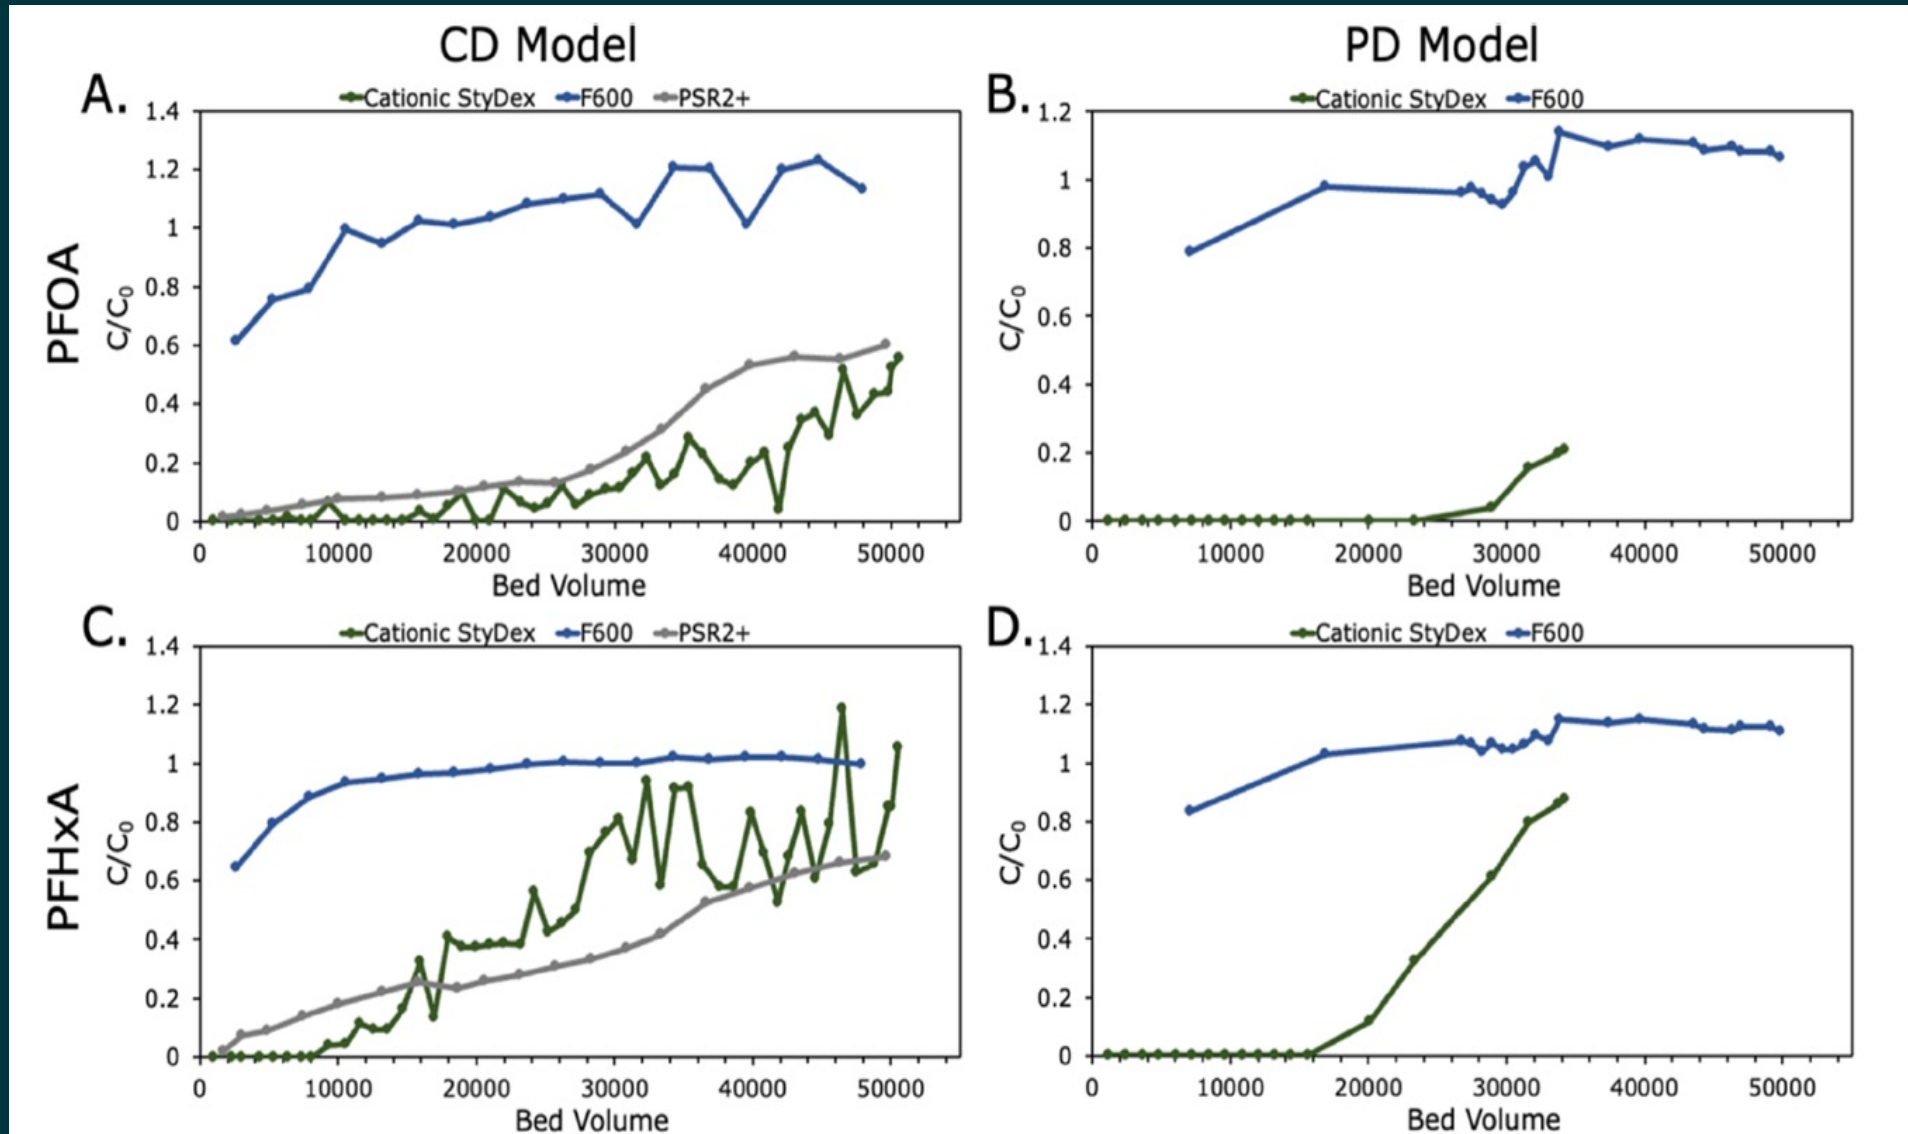 CD Model
PD Model
PFOA
A.
Cationic StyDex F600 PSR2+
1.4
1.2
1
0.8
0.6
0.4
0.2
0
C/C₀
0 10000 20000 30000 40000 50000
Bed Volume
B.
Cationic StyDex F600
1.2
1
0.8
0.6
0.4
0.2
0
C/C₀
0 10000 20000 30000 40000 50000
Bed Volume
PFHxA
C.
Cationic StyDex F600 PSR2+
1.4
1.2
1
0.8
0.6
0.4
0.2
0
C/C₀
0 10000 20000 30000 40000 50000
Bed Volume
D.
Cationic StyDex F600
1.4
1.2
1
0.8
0.6
0.4
0.2
0
C/C₀
0 10000 20000 30000 40000 50000
Bed Volume